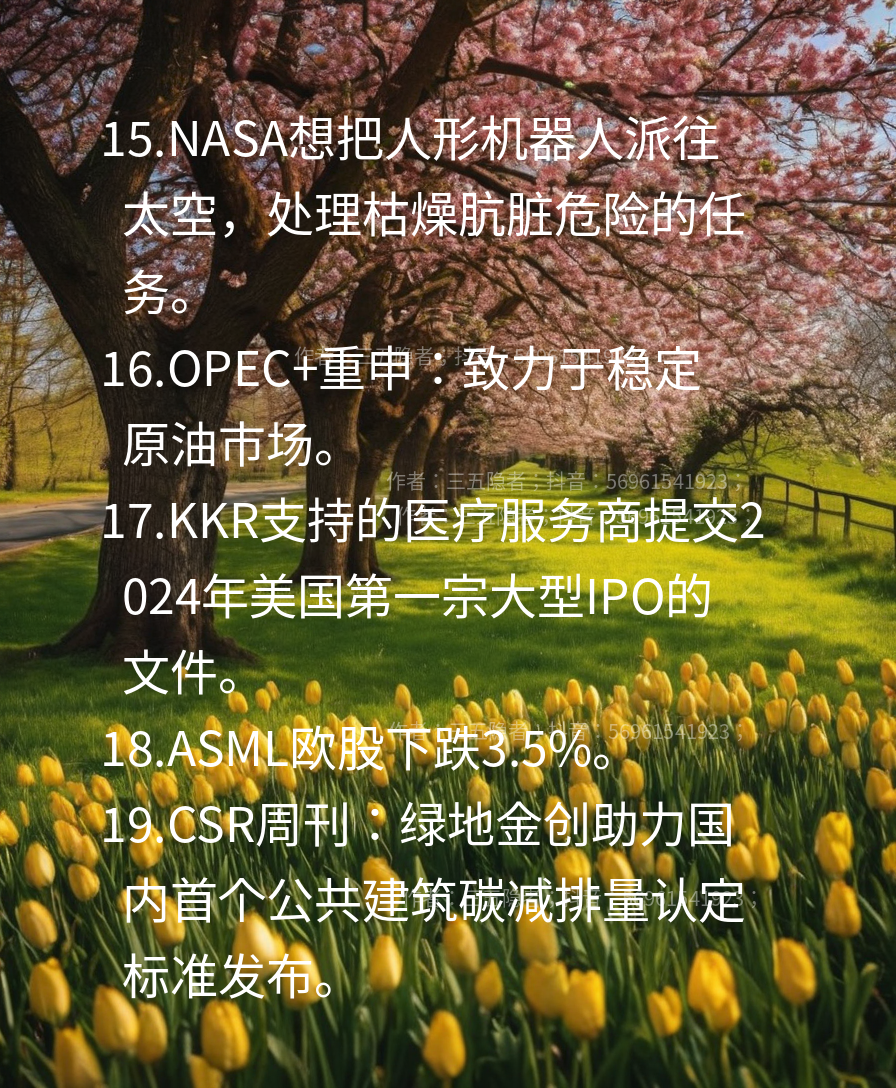 15.NASA想把人形机器人派往
太空，处理枯燥肮脏危险的任
务。
16.OPEC+重申：致力于稳定
原油市场。
作者：三五隐者；抖音：56961541923；
17.KKR支持的医疗服务商提交2
024年美国第一宗大型IPO的
文件。
作者：三五隐者；抖音：56961541923；
18.ASML欧股下跌3.5%。
19.CSR周刊：绿地金创助力国
内首个公共建筑碳减排量认定
标准发布。